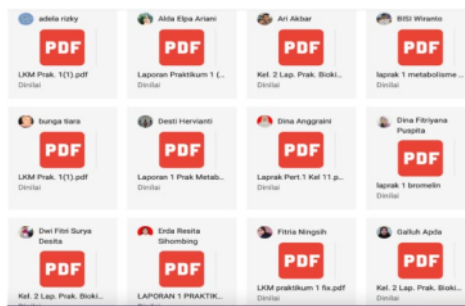 adela rizky
Alda Elpa Ariani
Ari Akbar
BISI Wiranto
PDF
PDF
PDF
PDF
LKM Prak. 1(1).pdf
Laporan Praktikum 1 (...
Kel. 2 Lap. Prak. Bioki...
laprak 1 metabolisme ...
Dinilai
Dinilai
Dinilai
Dinilai
bunga tiara
Desti Hervianti
Dina Anggraini
Dina Fitriyana
Puspita
PDF
PDF
PDF
PDF
LKM Prak. 1(1).pdf
Laporan 1 Prak Metab...
Laprak Pert.1 Kel 11.p...
laprak 1 bromelin
Dinilai
Dinilai
Dinilai
Dinilai
Dwi Fitri Surya
Desita
Erda Resita
Sihombing
Fitria Ningsih
Galluh Apda
PDF
PDF
PDF
PDF
Kel. 2 Lap. Prak. Bioki...
LAPORAN 1 PRAKTIK...
LKM praktikum 1 fix.pdf
Kel. 2 Lap. Prak. Bioki...
Dinilai
Dinilai